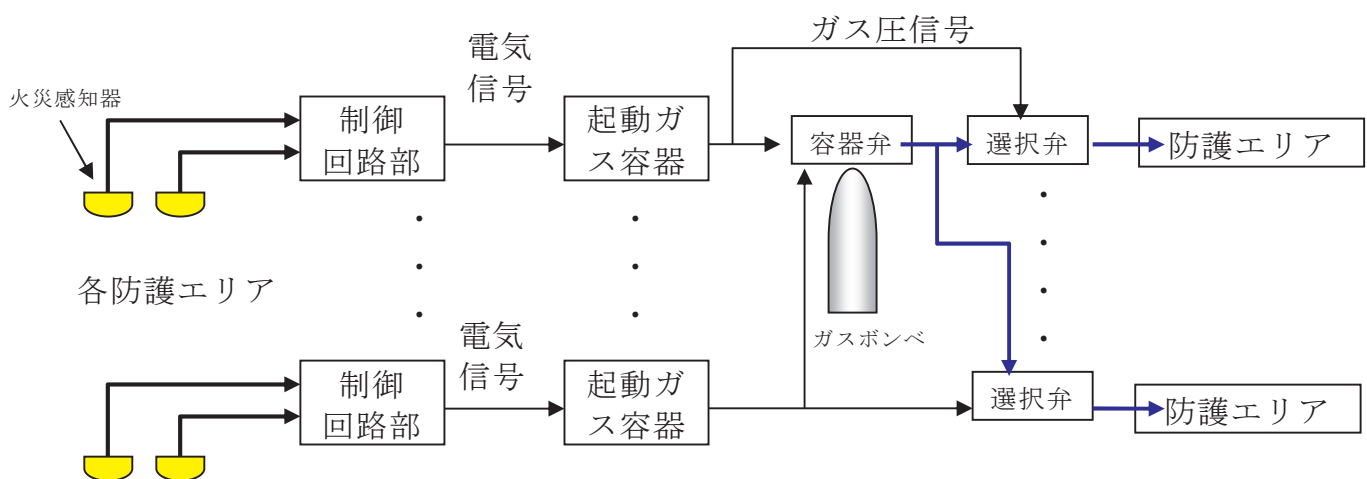 ガス圧信号
電気
信号
火災感知器
制御
回路部
起動ガ
ス容器
容器弁
選択弁
防護エリア
各防護エリア
ガスボンベ
電気
信号
制御
回路部
起動ガ
ス容器
選択弁
防護エリア